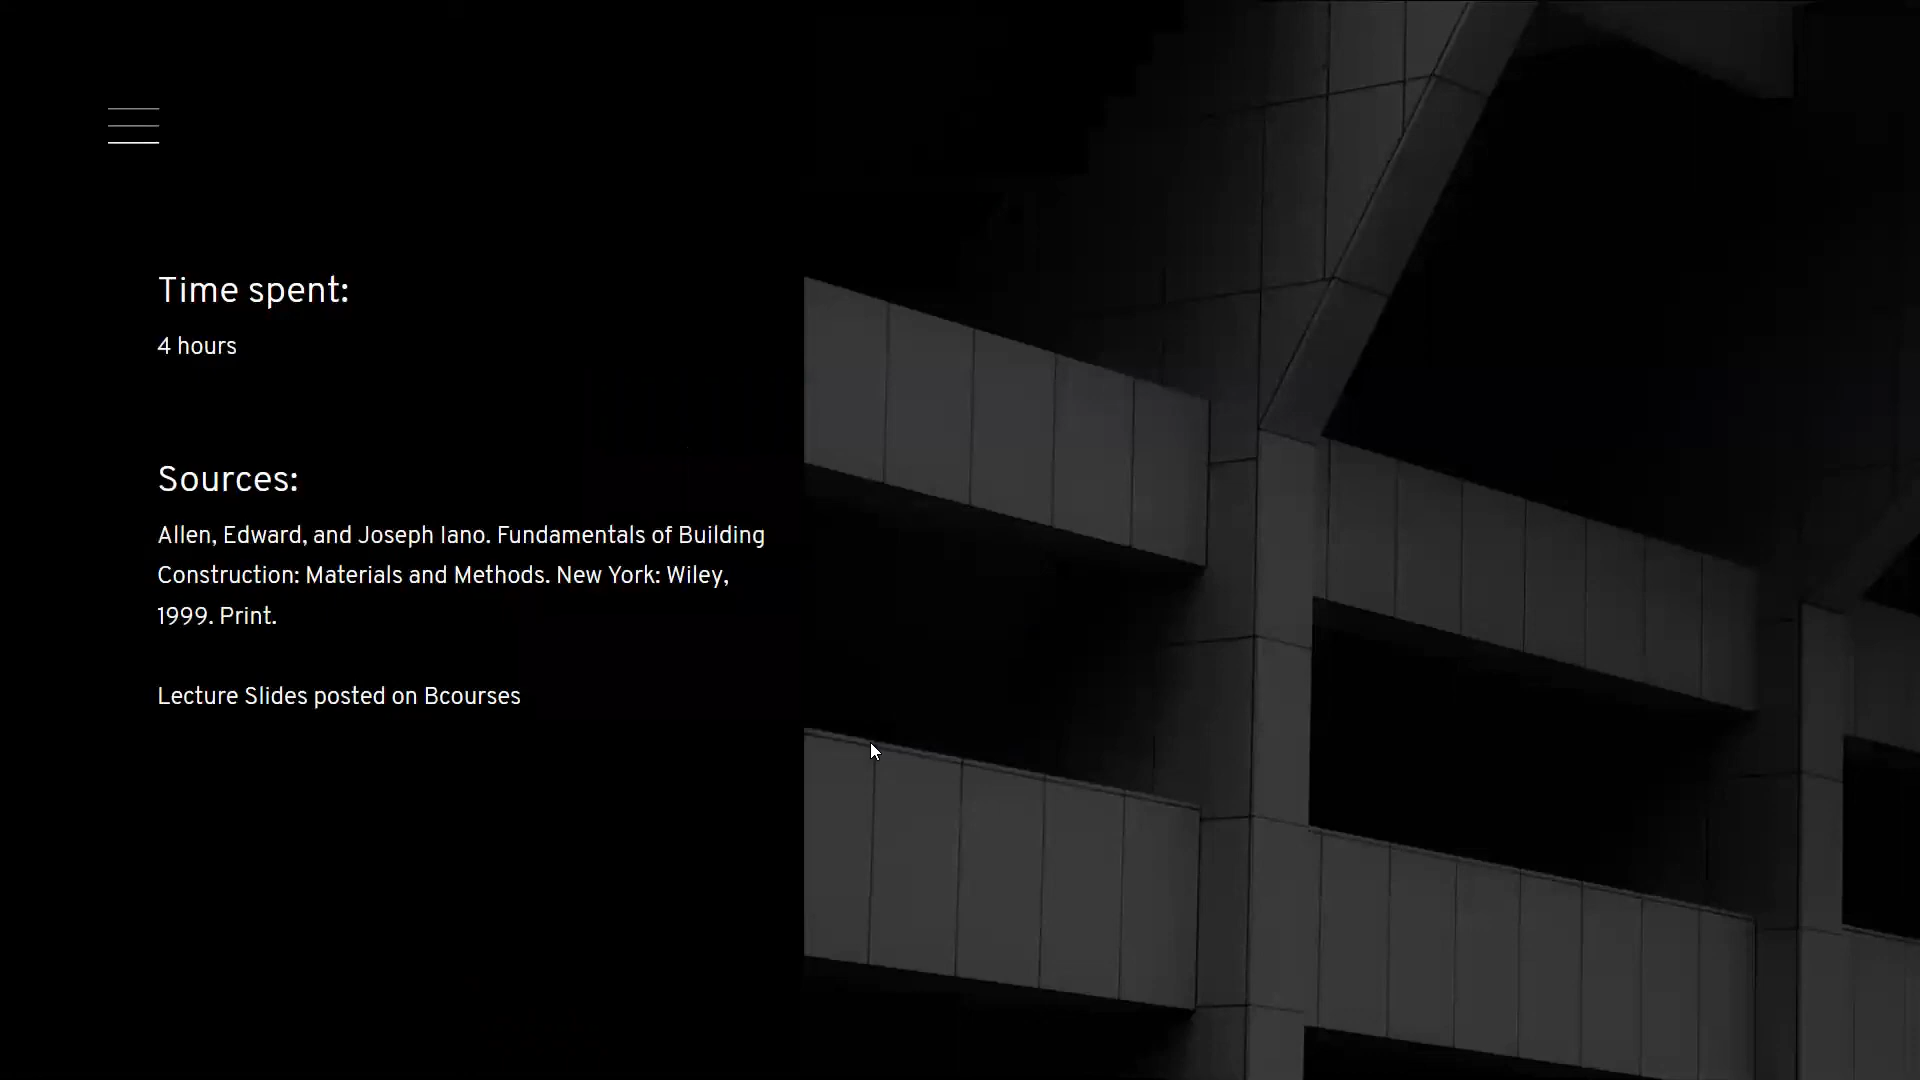 Time spent:
4 hours
Sources:
Allen, Edward, and Joseph Iano. Fundamentals of Building
Construction: Materials and Methods. New York: Wiley,
1999. Print.
Lecture Slides posted on Bcourses